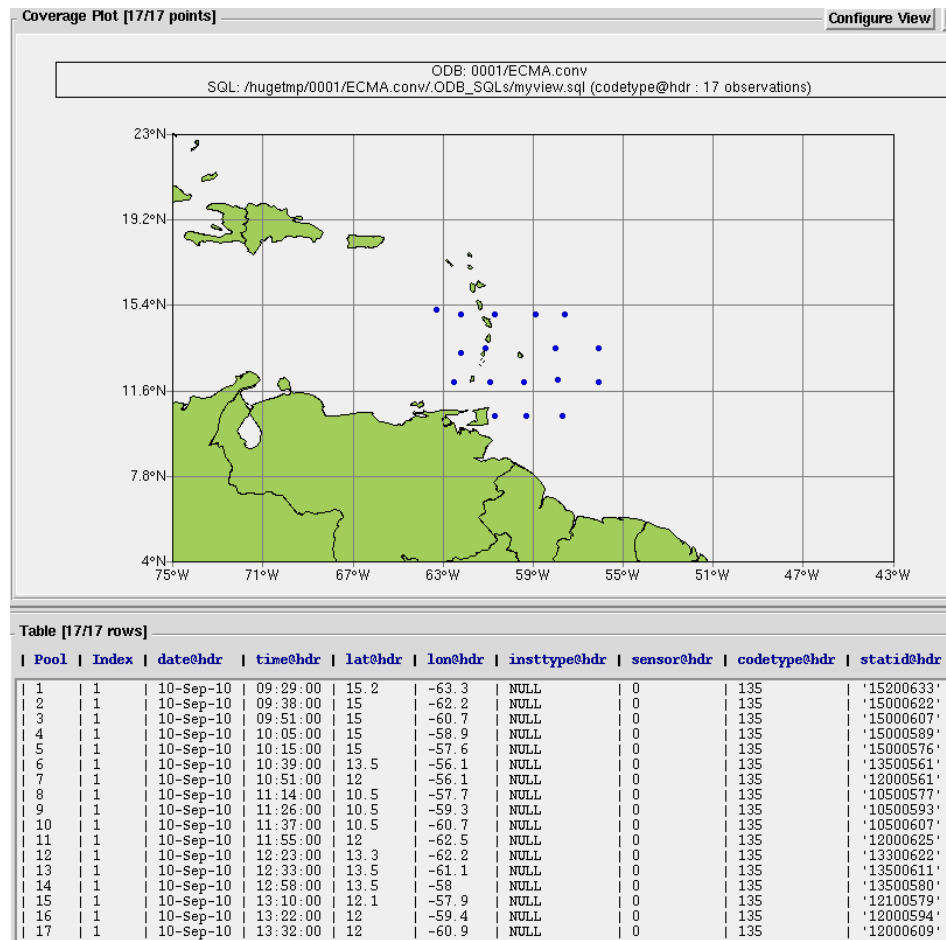 Coverage Plot [17/17 points]
Configure View
ODB: 0001/ECMA.conv
SQL: /hugetmp/0001/ECMA.conv/.ODB_SQLs/myview.sql (codetype@hdr : 17 observations)
23°N
19.2°N
15.4°N
11.6°N
7.8°N
4°N
75°W 71°W 67°W 63°W 59°W 55°W 51°W 47°W 43°W
Table [17/17 rows]
| Pool | Index | date@hdr | time@hdr | lat@hdr | lon@hdr | insttype@hdr | sensor@hdr | codetype@hdr | statid@hdr
| 1 | 1 | 10-Sep-10 | 09:29:00 | 15.2 | -63.3 | NULL | 0 | 135 | '15200633'
| 2 | 1 | 10-Sep-10 | 09:38:00 | 15 | -62.2 | NULL | 0 | 135 | '15000622'
| 3 | 1 | 10-Sep-10 | 09:51:00 | 15 | -60.7 | NULL | 0 | 135 | '15000607'
| 4 | 1 | 10-Sep-10 | 10:05:00 | 15 | -58.9 | NULL | 0 | 135 | '15000589'
| 5 | 1 | 10-Sep-10 | 10:15:00 | 15 | -57.6 | NULL | 0 | 135 | '15000576'
| 6 | 1 | 10-Sep-10 | 10:39:00 | 13.5 | -56.1 | NULL | 0 | 135 | '13500561'
| 7 | 1 | 10-Sep-10 | 10:51:00 | 12 | -56.1 | NULL | 0 | 135 | '12000561'
| 8 | 1 | 10-Sep-10 | 11:14:00 | 10.5 | -57.7 | NULL | 0 | 135 | '10500577'
| 9 | 1 | 10-Sep-10 | 11:26:00 | 10.5 | -59.3 | NULL | 0 | 135 | '10500593'
| 10 | 1 | 10-Sep-10 | 11:37:00 | 10.5 | -60.7 | NULL | 0 | 135 | '10500607'
| 11 | 1 | 10-Sep-10 | 11:55:00 | 12 | -62.5 | NULL | 0 | 135 | '12000625'
| 12 | 1 | 10-Sep-10 | 12:23:00 | 13.3 | -62.2 | NULL | 0 | 135 | '13300622'
| 13 | 1 | 10-Sep-10 | 12:33:00 | 13.5 | -61.1 | NULL | 0 | 135 | '13500611'
| 14 | 1 | 10-Sep-10 | 12:58:00 | 13.5 | -58 | NULL | 0 | 135 | '13500580'
| 15 | 1 | 10-Sep-10 | 13:10:00 | 12.1 | -57.9 | NULL | 0 | 135 | '12100579'
| 16 | 1 | 10-Sep-10 | 13:22:00 | 12 | -59.4 | NULL | 0 | 135 | '12000594'
| 17 | 1 | 10-Sep-10 | 13:32:00 | 12 | -60.9 | NULL | 0 | 135 | '12000609'